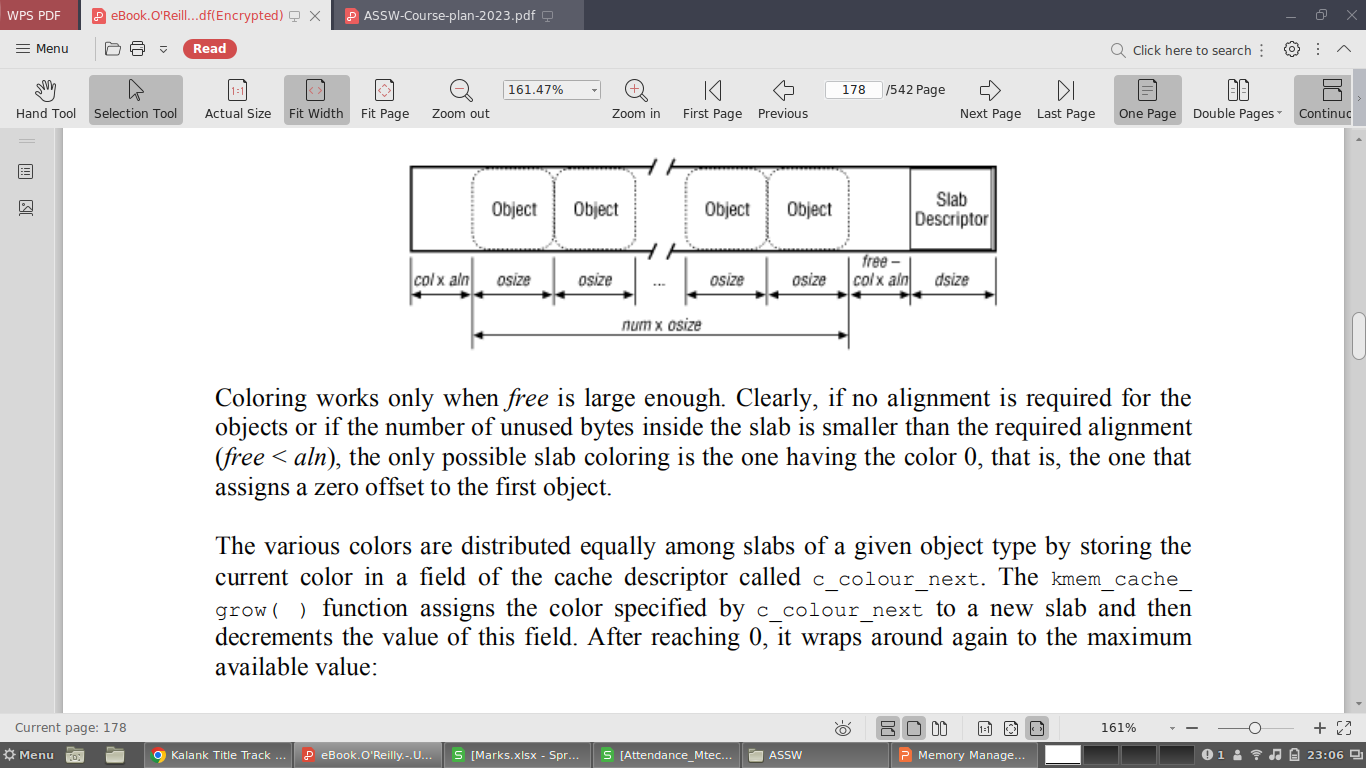 WPS PDF
eBook.O'Reill...df(Encrypted)
ASSW-Course-plan-2023.pdf
Menu
Read
Click here to search
Hand Tool
Selection Tool
Actual Size
Fit Width
Fit Page
Zoom out
161.47%
Zoom in
First Page
Previous
178 /542 Page
Next Page
Last Page
One Page
Double Pages
Continuc
Object Object Object Object Slab
Descriptor
free –
col x aln osize osize ... osize osize col x aln dsize
num x osize
Coloring works only when free is large enough. Clearly, if no alignment is required for the
objects or if the number of unused bytes inside the slab is smaller than the required alignment
(free < aln), the only possible slab coloring is the one having the color 0, that is, the one that
assigns a zero offset to the first object.
The various colors are distributed equally among slabs of a given object type by storing the
current color in a field of the cache descriptor called c_colour_next. The kmem_cache_
grow( ) function assigns the color specified by c_colour_next to a new slab and then
decrements the value of this field. After reaching 0, it wraps around again to the maximum
available value:
Current page: 178
161%
Menu
Kalank Title Track ...
eBook.O'Reilly.-.U...
[Marks.xlsx - Spr...
[Attendance_Mtec...
ASSW
Memory Manage...
1
23:06